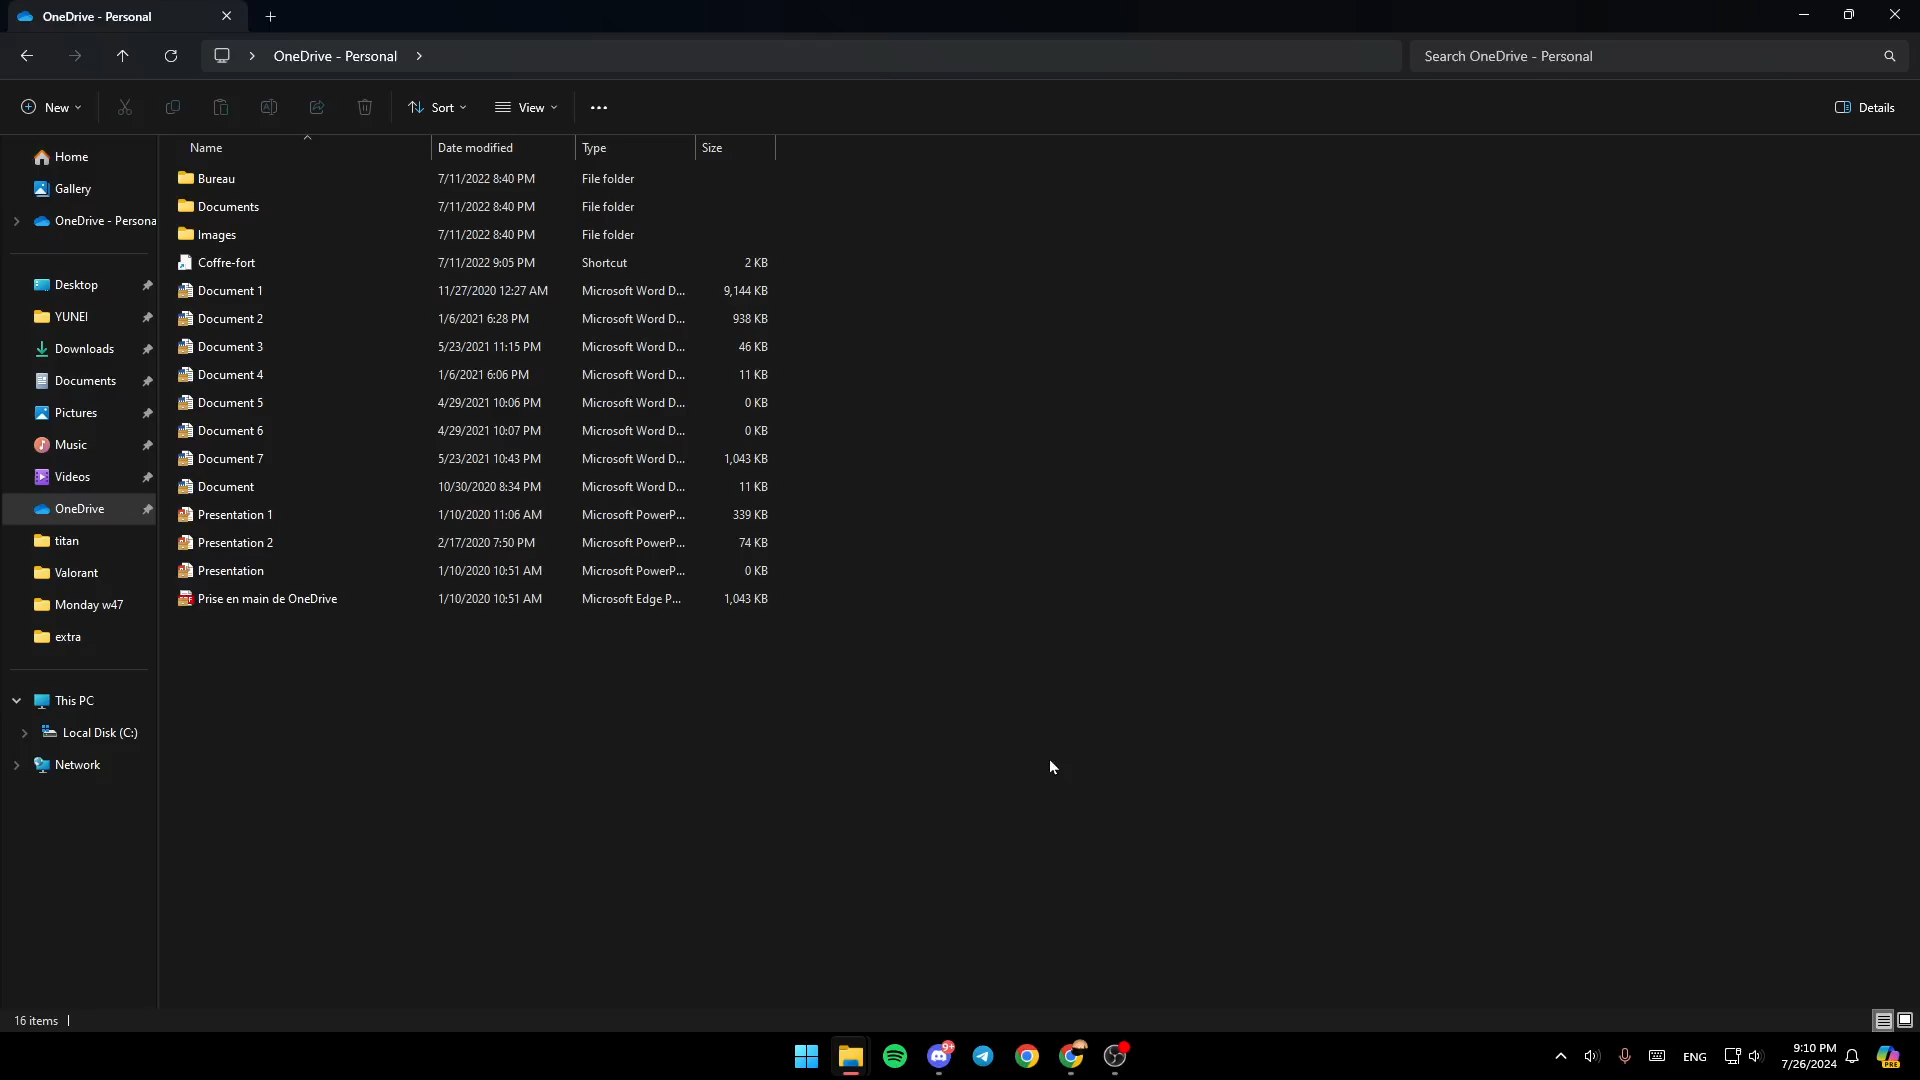 OneDrive - Personal
OneDrive - Personal
Search OneDrive - Personal
New
Sort
View
Details
Home
Gallery
OneDrive - Persona
Desktop
YUNEI
Downloads
Documents
Pictures
Music
Videos
OneDrive
titan
Valorant
Monday w47
extra
This PC
Local Disk (C:)
Network
Name Date modified Type Size
Bureau 7/11/2022 8:40 PM File folder
Documents 7/11/2022 8:40 PM File folder
Images 7/11/2022 8:40 PM File folder
Coffre-fort 7/11/2022 9:05 PM Shortcut 2 KB
Document 1 11/27/2020 12:27 AM Microsoft Word D... 9,144 KB
Document 2 1/6/2021 6:28 PM Microsoft Word D... 938 KB
Document 3 5/23/2021 11:15 PM Microsoft Word D... 46 KB
Document 4 1/6/2021 6:06 PM Microsoft Word D... 11 KB
Document 5 4/29/2021 10:06 PM Microsoft Word D... 0 KB
Document 6 4/29/2021 10:07 PM Microsoft Word D... 0 KB
Document 7 5/23/2021 10:43 PM Microsoft Word D... 1,043 KB
Document 10/30/2020 8:34 PM Microsoft Word D... 11 KB
Presentation 1 1/10/2020 11:06 AM Microsoft PowerP... 339 KB
Presentation 2 2/17/2020 7:50 PM Microsoft PowerP... 74 KB
Presentation 1/10/2020 10:51 AM Microsoft PowerP... 0 KB
Prise en main de OneDrive 1/10/2020 10:51 AM Microsoft Edge P... 1,043 KB
16 items
9+
ENG
9:10 PM
7/26/2024
PRE